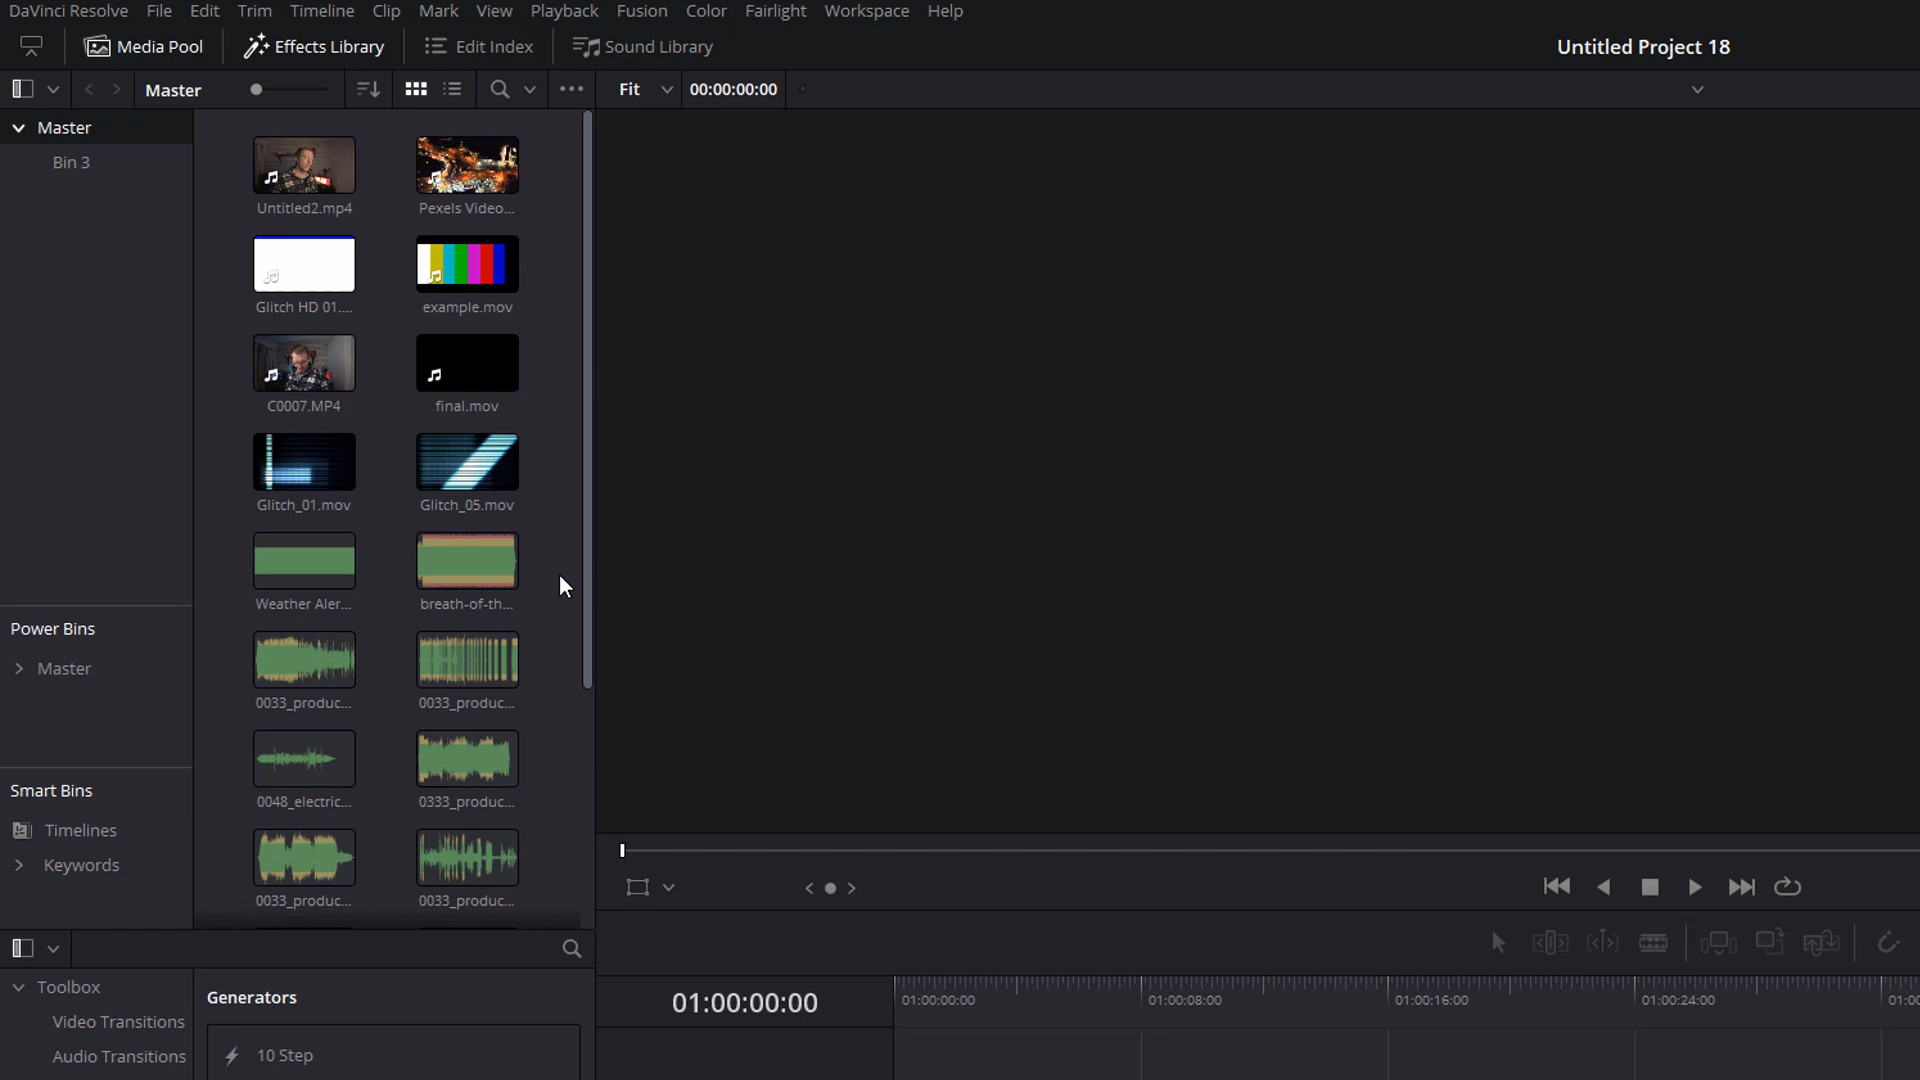 DaVinci Resolve File Edit Trim Timeline Clip Mark View Playback Fusion Color Fairlight Workspace Help
Media Pool Effects Library Edit Index Sound Library Untitled Project 18
Master Fit 00:00:00:00
Master
Bin 3
Untitled2.mp4 Pexels Video...
Glitch HD 01.... example.mov
C0007.MP4 final.mov
Glitch_01.mov Glitch_05.mov
Weather Aler... breath-of-th...
Power Bins
Master
0033_produc... 0033_produc...
Smart Bins
0048_electric... 0333_produc...
Timelines
Keywords
0033_produc... 0033_produc...
Toolbox
Generators
Video Transitions
Audio Transitions
10 Step
01:00:00:00
01:00:00:00 01:00:08:00 01:00:16:00 01:00:24:00 01:00